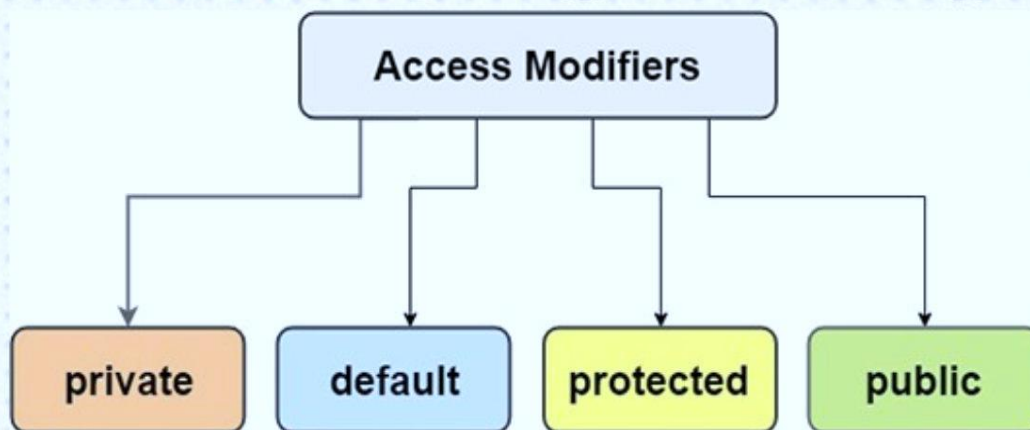 Access Modifiers
private
default
protected
public